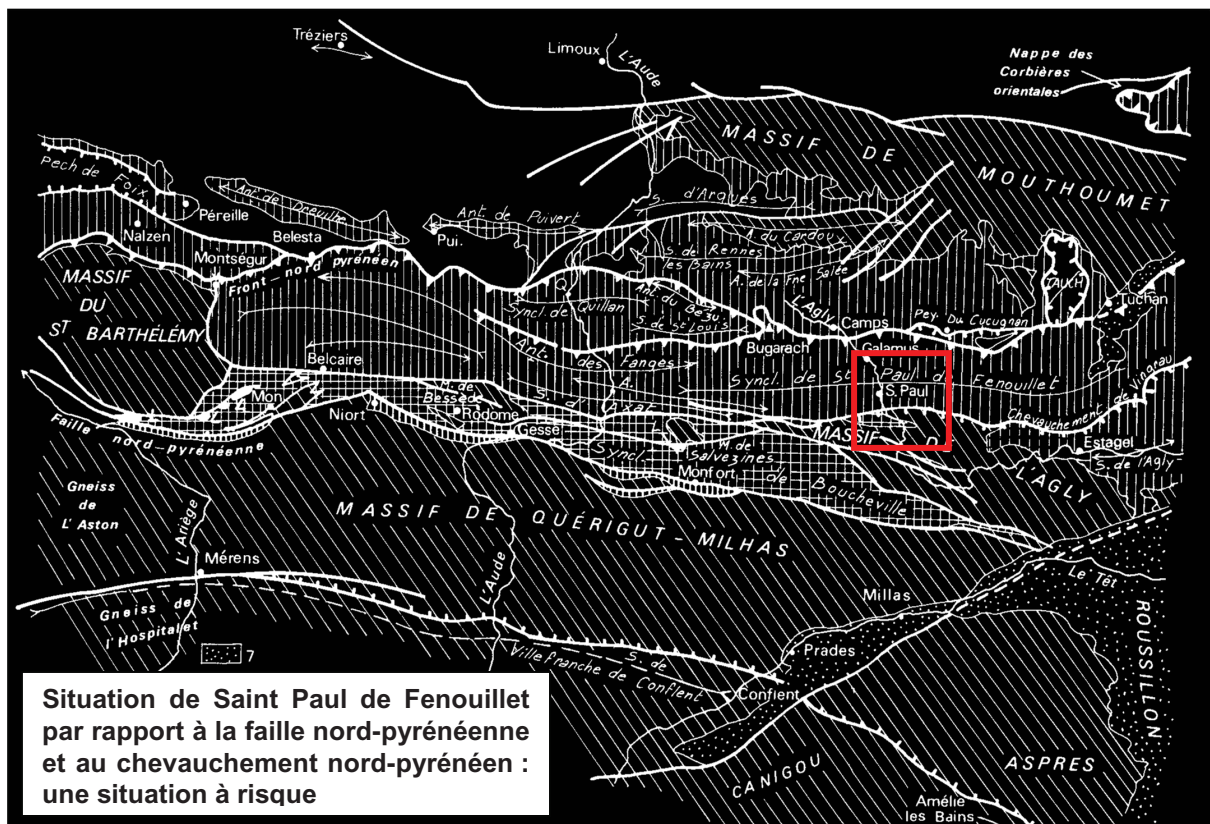 Tréziers
Limoux
L'Aude
Nappe des
Corbières
orientales
MASSIF DE
MOUTHOUMET
Pech de Foix
Péreille
Ant. de Dreuilhe
Nalzen
Belesta
Montségur
Front nord pyrénéen
Ant. de Puivert
Pui.
S. d'Arques
A. du Cardou
S. de Rennes
les Bains
A. de la Fne Salée
TAUCH
Tuchan
MASSIF
DU
ST BARTHÉLÉMY
Q.
Syncl. de Quillan
Ant. du Bézu
S. de St Louis
L'Agly
Camps
Pey.
Du Cucugnan
Bugarach
Galamus
Ant. des Fanges
Belcaire
Syncl. de St Paul de Fenouillet
S. Paul
Chevauchement de Vingrau
S. d'
A.
Axat
M. de
Bessède
Mon.
Niort
Rodome
Gesse
Faille nord-pyrénéenne
MASSIF DE
L'AGLY
Estagel
S. de l'Agly
M. de
Salvezines
Syncl. de Boucheville
Monfort
Gneiss
de
L'Aston
L'Ariège
MASSIF DE QUÉRIGUT-MILHAS
L'Aude
Mérens
Gneiss de
l'Hospitalet
Le Têt
Millas
ROUSSILLON
Prades
S. de
Villefranche de Conflent
Conflent
7
CANIGOU
ASPRES
Amélie
les Bains
Situation de Saint Paul de Fenouillet
par rapport à la faille nord-pyrénéenne
et au chevauchement nord-pyrénéen :
une situation à risque